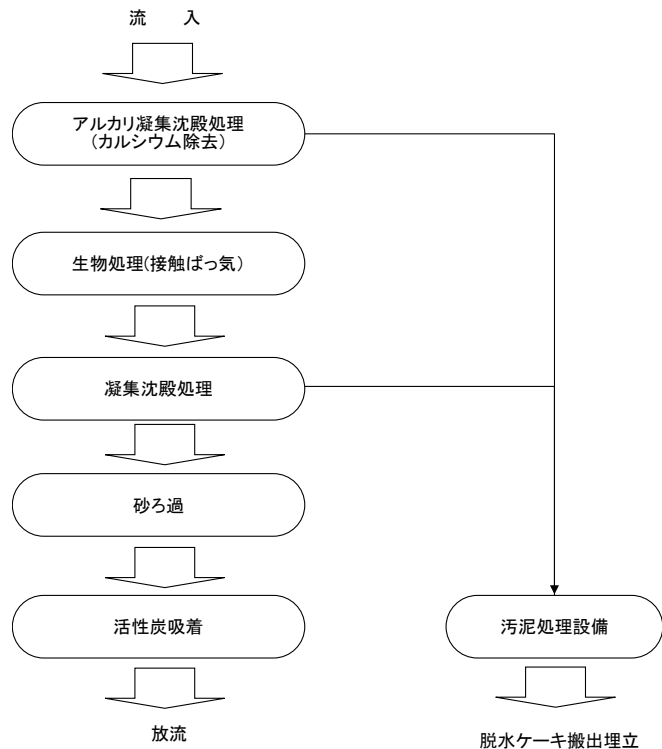 流　入
アルカリ凝集沈殿処理
(カルシウム除去)
生物処理(接触ばっ気)
凝集沈殿処理
砂ろ過
活性炭吸着
汚泥処理設備
放流
脱水ケーキ搬出埋立